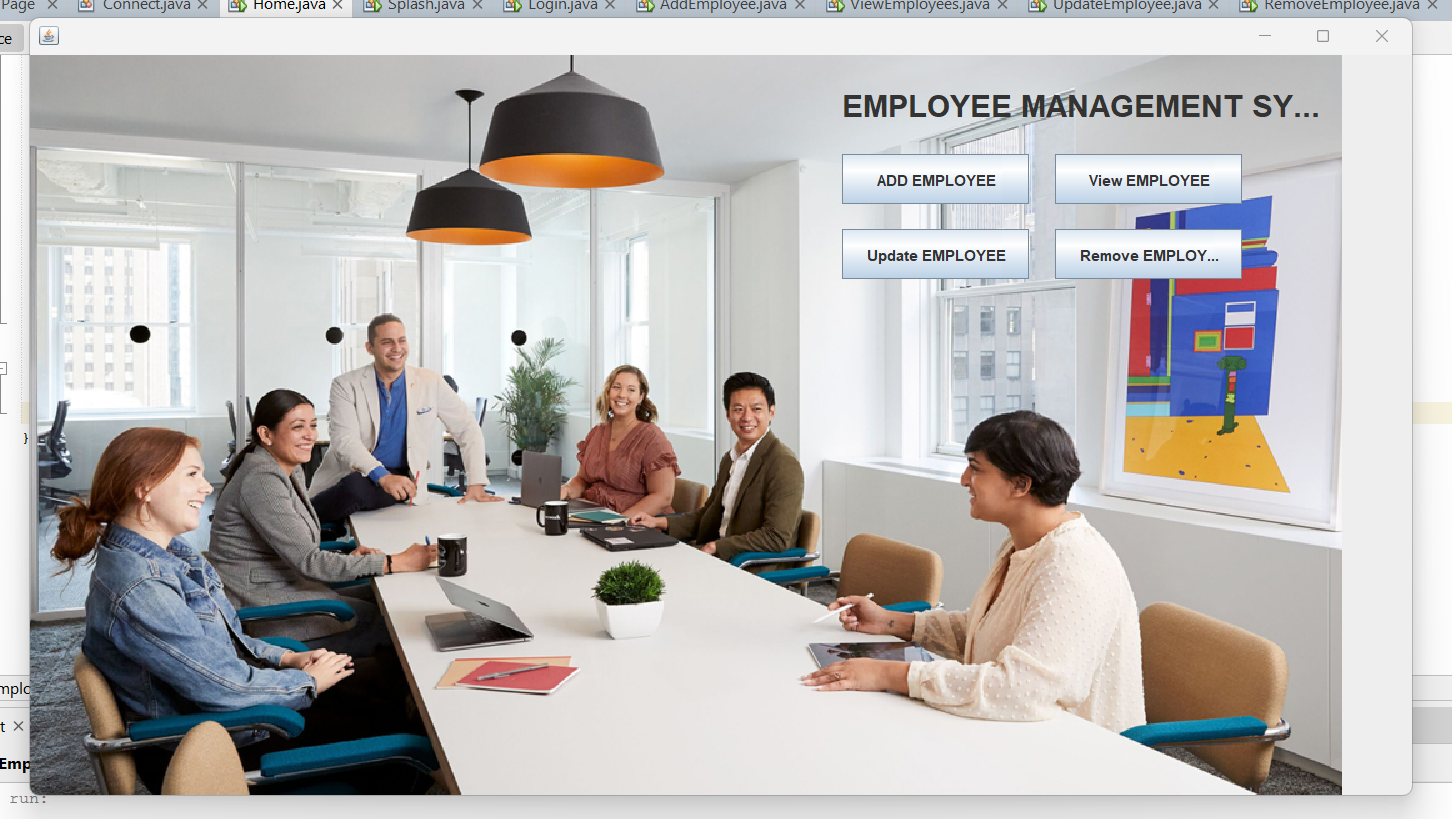 Page Connect.java Home.java Splash.java Login.java AddEmployee.java ViewEmployees.java UpdateEmployee.java RemoveEmployee.java
ce
EMPLOYEE MANAGEMENT SY...
ADD EMPLOYEE View EMPLOYEE
Update EMPLOYEE Remove EMPLOY...
}
mplo
t
Emp
run: